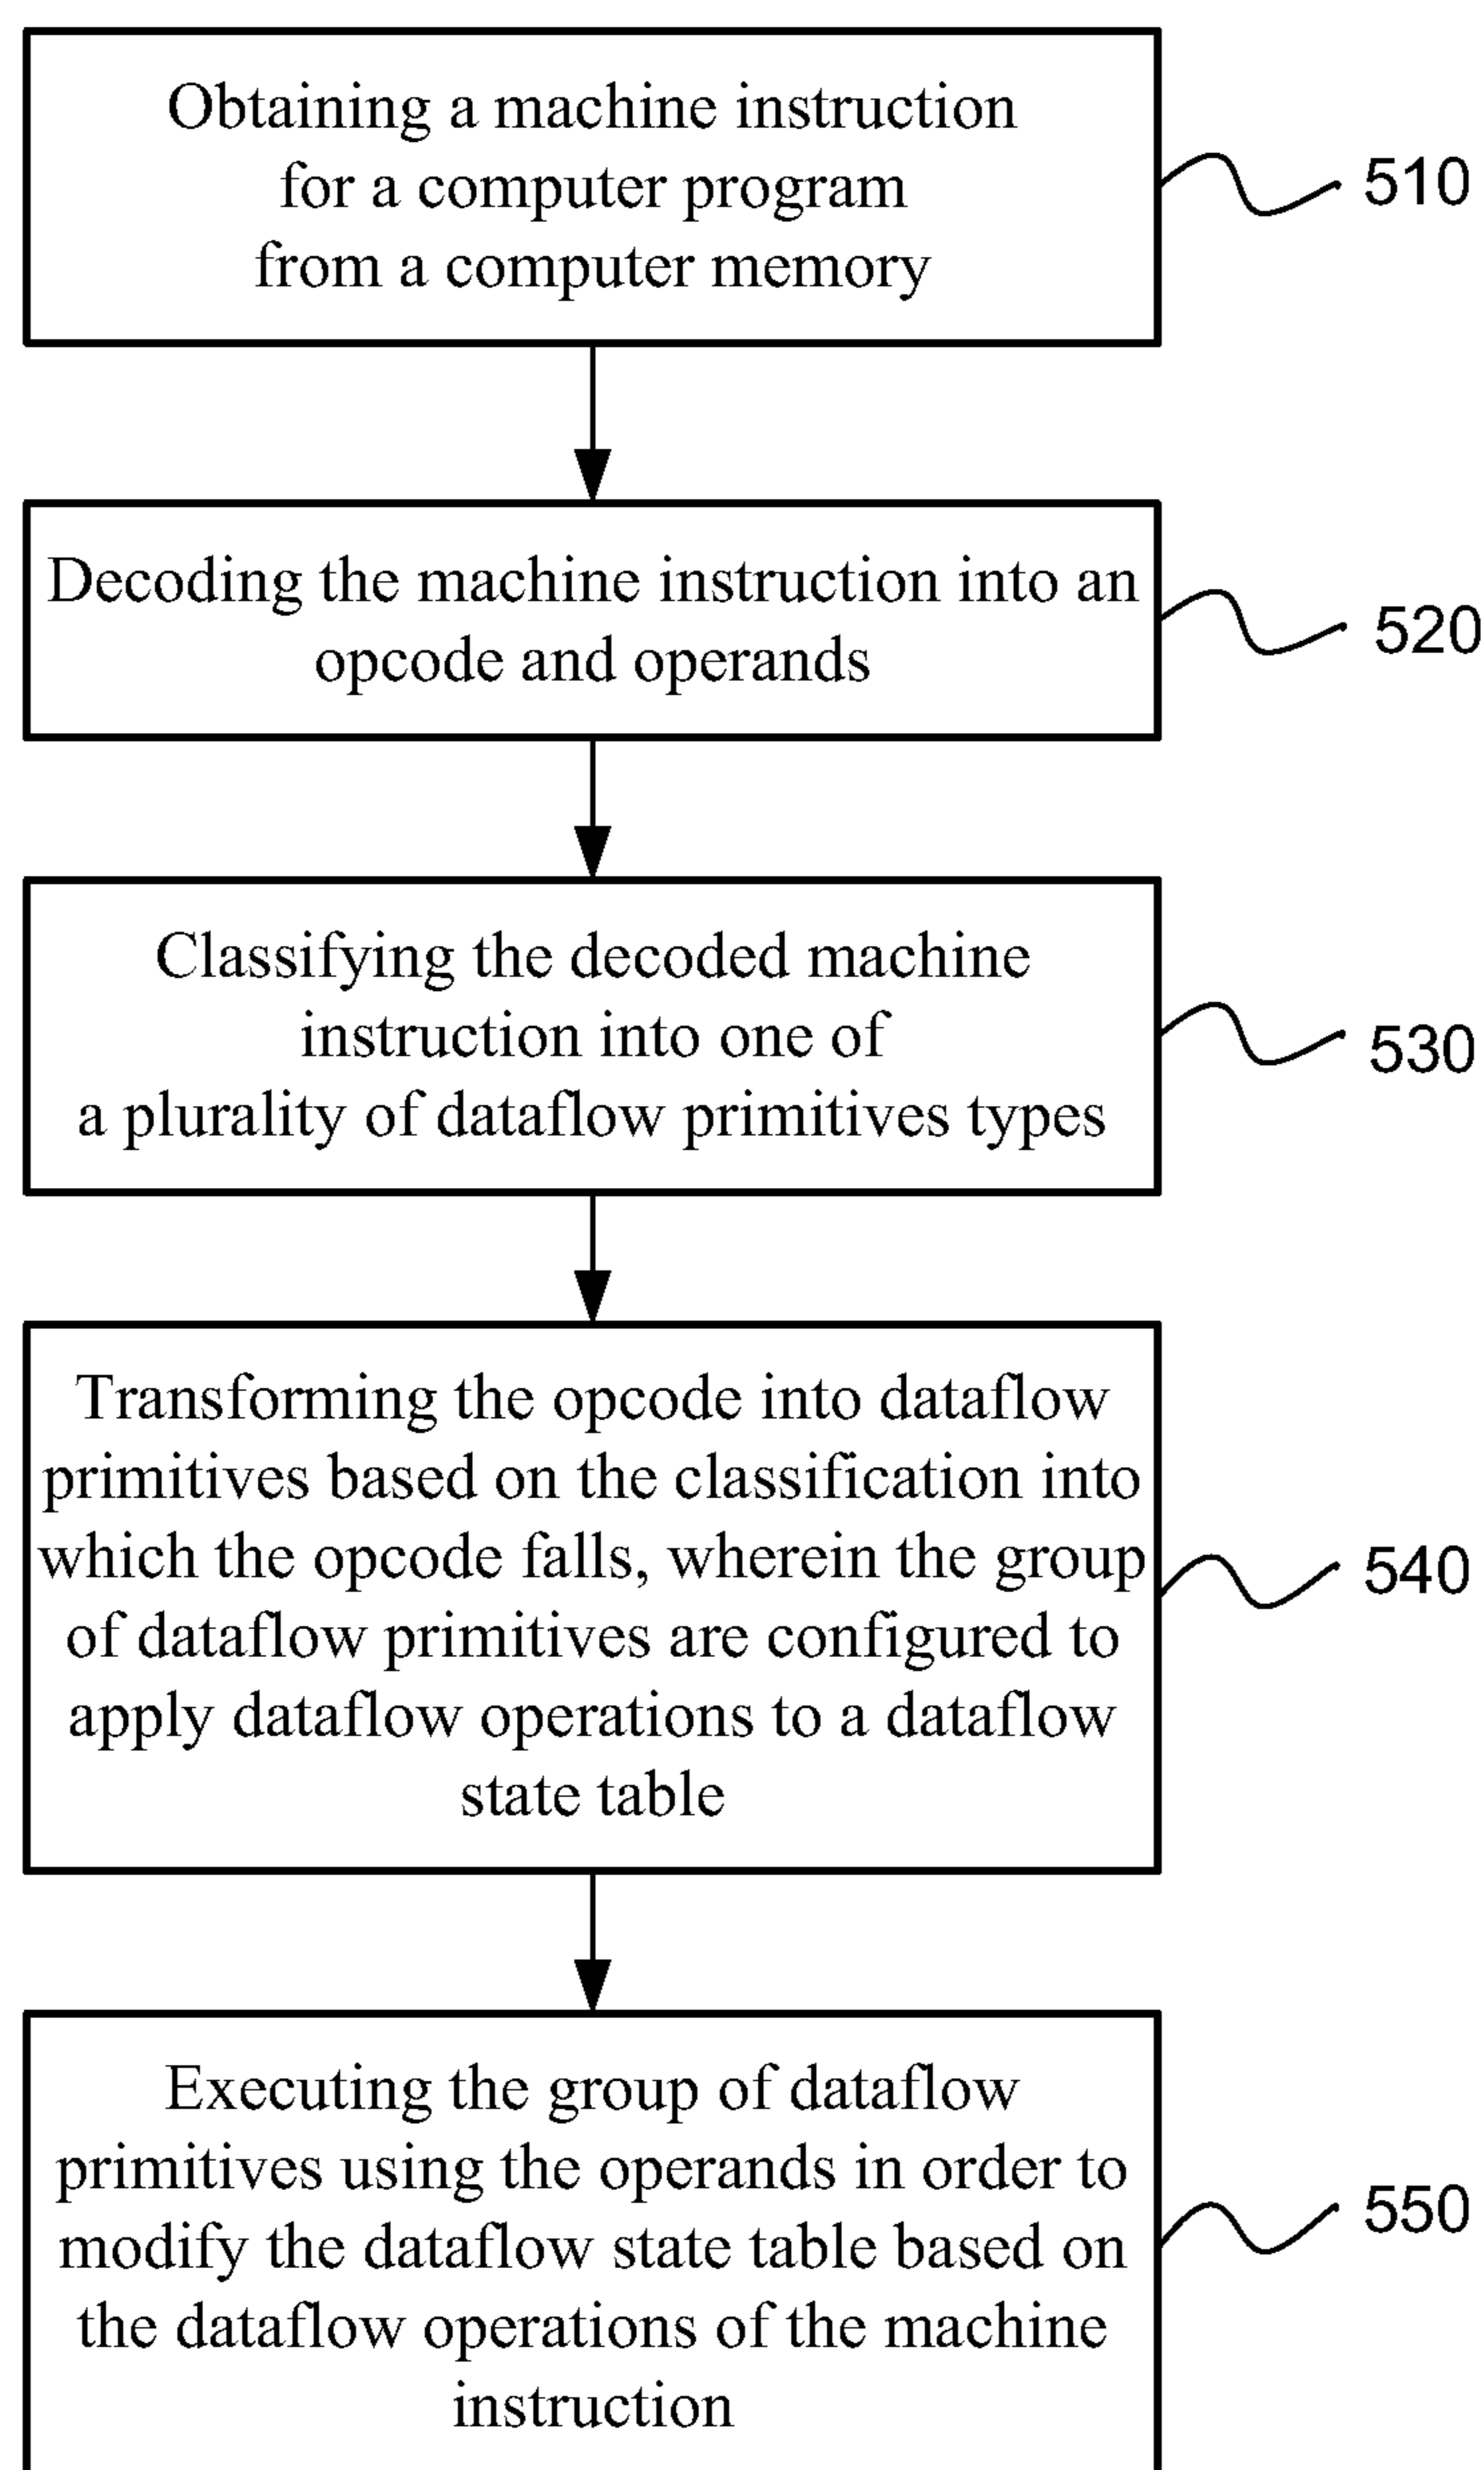 Obtaining a machine instruction
for a computer program
from a computer memory
510
Decoding the machine instruction into an
opcode and operands
520
Classifying the decoded machine
instruction into one of
a plurality of dataflow primitives types
530
Transforming the opcode into dataflow
primitives based on the classification into
which the opcode falls, wherein the group
of dataflow primitives are configured to
apply dataflow operations to a dataflow
state table
540
Executing the group of dataflow
primitives using the operands in order to
modify the dataflow state table based on
the dataflow operations of the machine
instruction
550